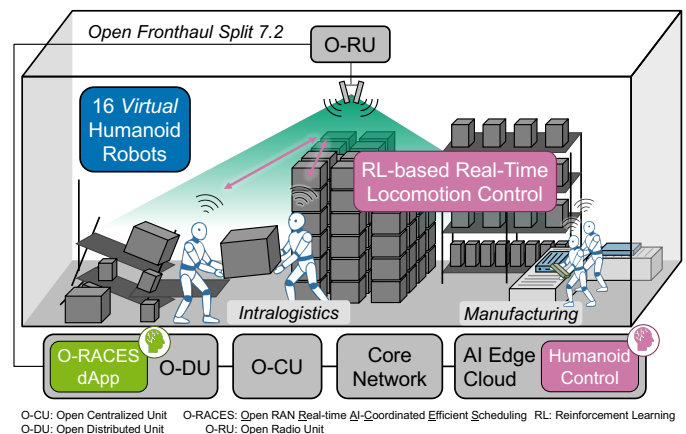 Open Fronthaul Split 7.2
O-RU
16 Virtual
Humanoid
Robots
RL-based Real-Time
Locomotion Control
Intralogistics
Manufacturing
O-RACES
dApp
O-DU
O-CU
Core
Network
AI Edge
Cloud
Humanoid
Control
O-CU: Open Centralized Unit O-RACES: Open RAN Real-time AI-Coordinated Efficient Scheduling RL: Reinforcement Learning
O-DU: Open Distributed Unit O-RU: Open Radio Unit